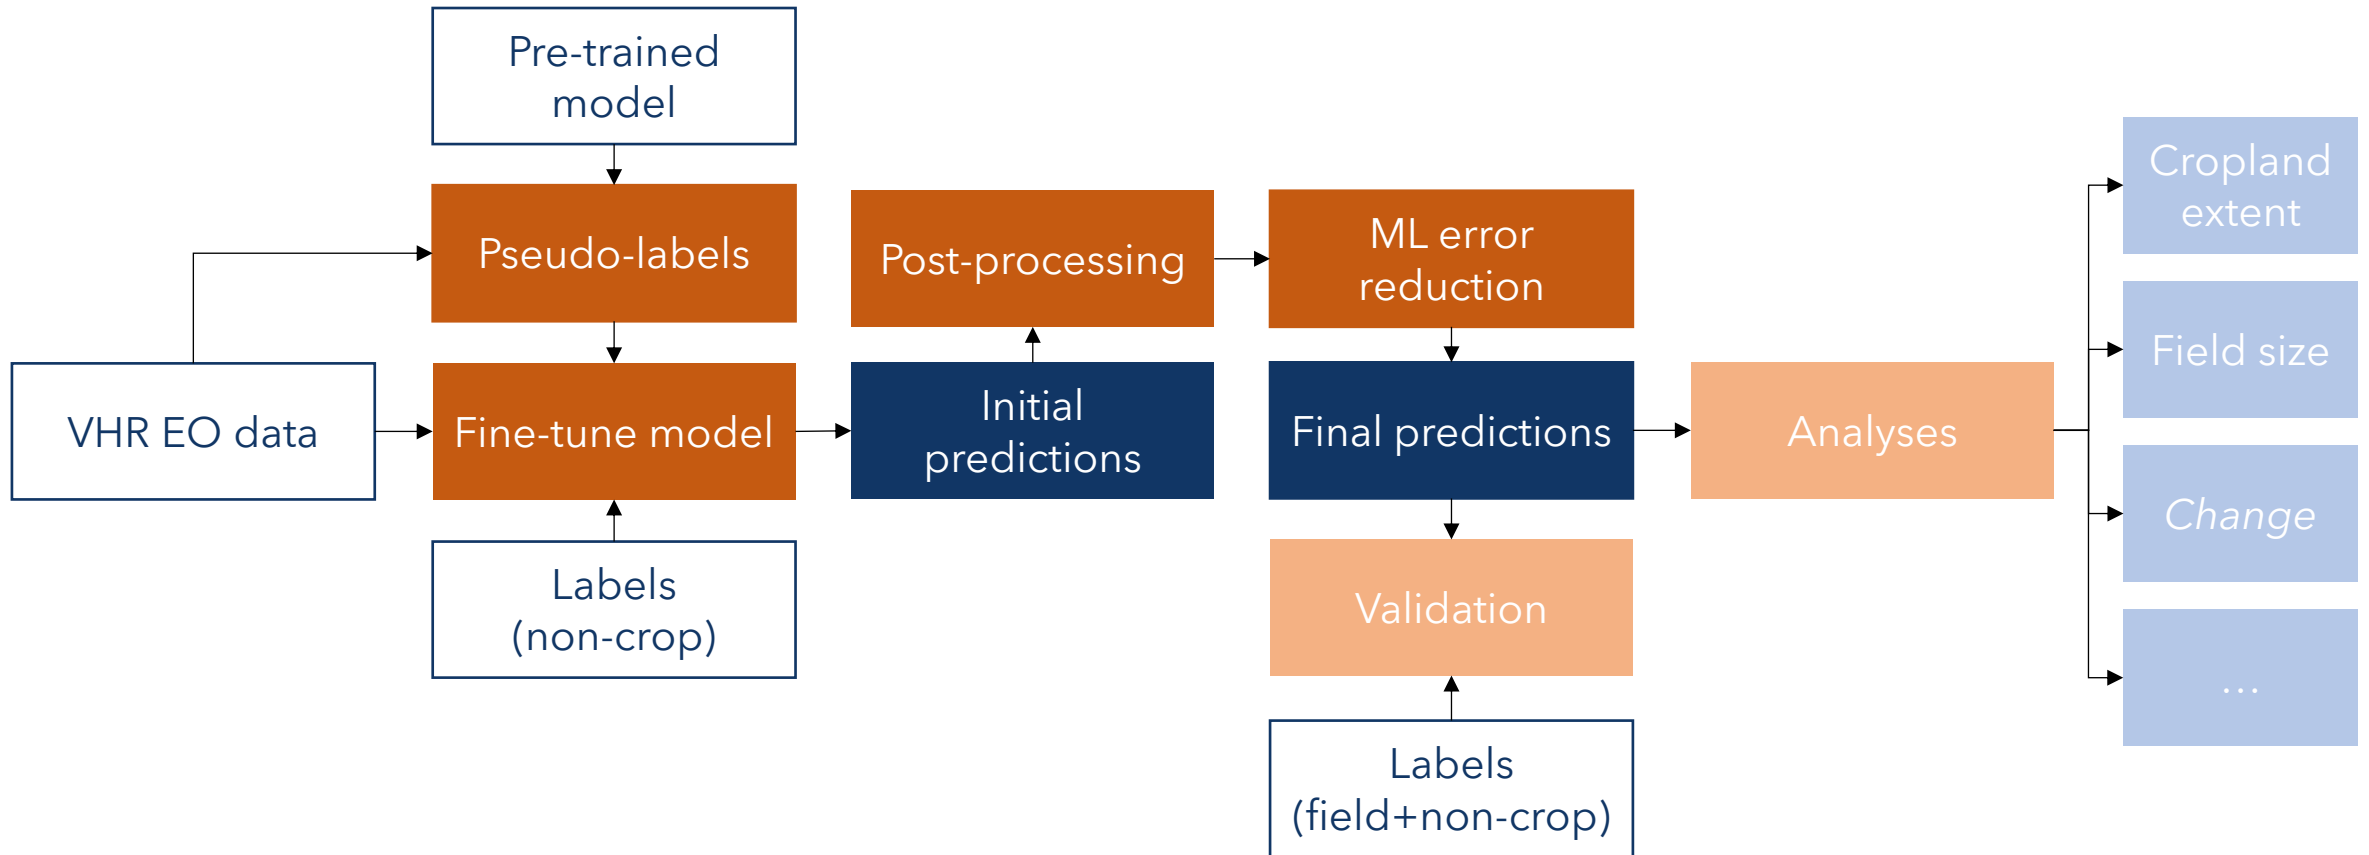 Pre-trained
model
Pseudo-labels
VHR EO data
Fine-tune model
Labels
(non-crop)
Post-processing
Initial
predictions
ML error
reduction
Final predictions
Validation
Labels
(field+non-crop)
Analyses
Cropland
extent
Field size
Change
...